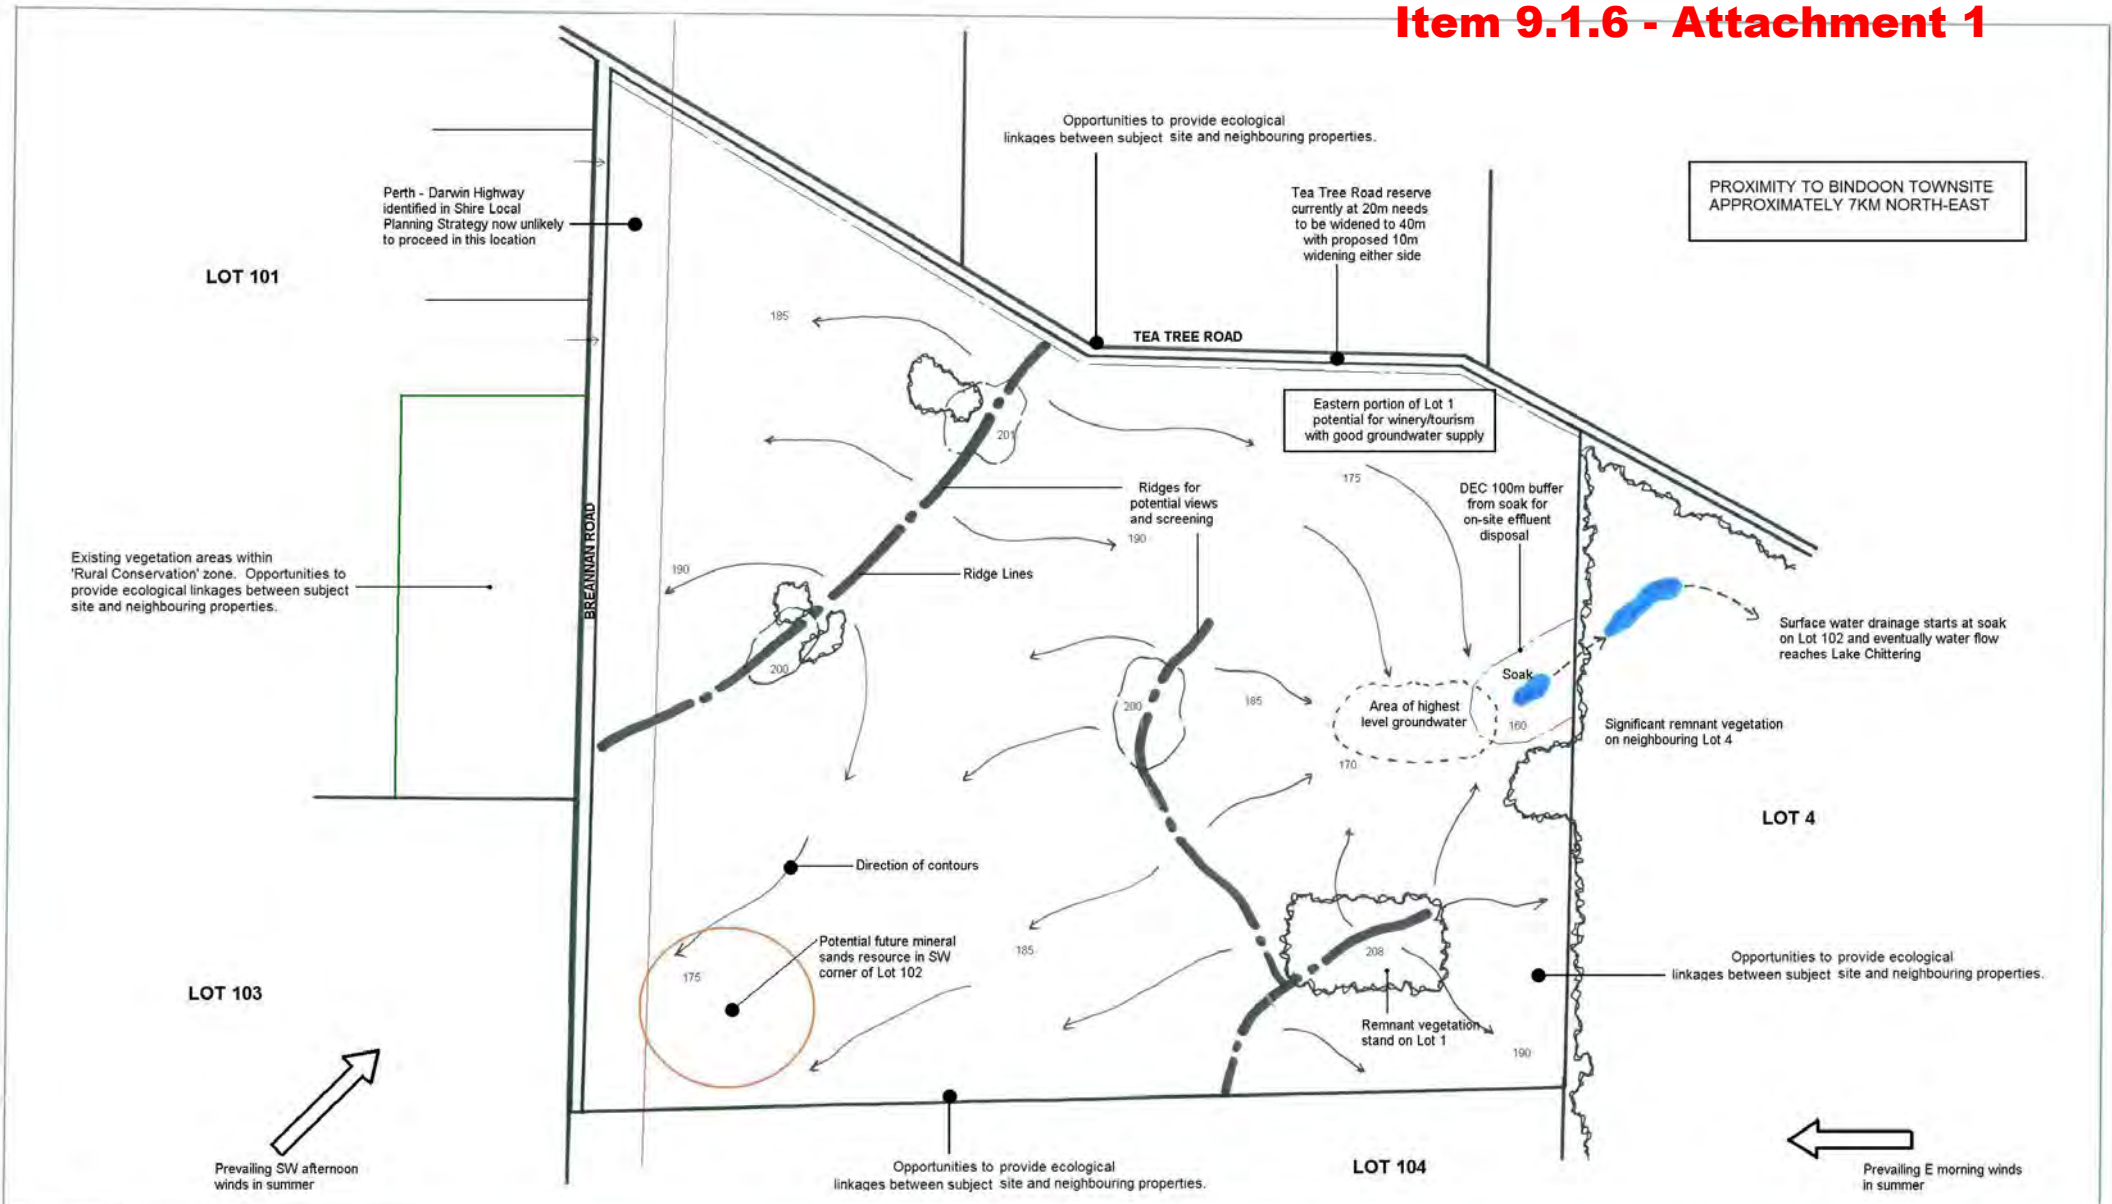 Item 9.1.6 - Attachment 1
Opportunities to provide ecological
linkages between subject site and neighbouring properties.
PROXIMITY TO BINDOON TOWNSITE
APPROXIMATELY 7KM NORTH-EAST
Perth - Darwin Highway
identified in Shire Local
Planning Strategy now unlikely
to proceed in this location
Tea Tree Road reserve
currently at 20m needs
to be widened to 40m
with proposed 10m
widening either side
LOT 101
185
TEA TREE ROAD
Eastern portion of Lot 1
potential for winery/tourism
with good groundwater supply
201
175
Ridges for
potential views
and screening
DEC 100m buffer
from soak for
on-site effluent
disposal
190
BREANNAN ROAD
Existing vegetation areas within
'Rural Conservation' zone. Opportunities to
provide ecological linkages between subject
site and neighbouring properties.
190
Ridge Lines
Surface water drainage starts at soak
on Lot 102 and eventually water flow
reaches Lake Chittering
200
Soak
200
185
Area of highest
level groundwater
160
Significant remnant vegetation
on neighbouring Lot 4
170
LOT 4
Direction of contours
Potential future mineral
sands resource in SW
corner of Lot 102
175
185
208
Opportunities to provide ecological
linkages between subject site and neighbouring properties.
LOT 103
Remnant vegetation
stand on Lot 1
190
Prevailing SW afternoon
winds in summer
Opportunities to provide ecological
linkages between subject site and neighbouring properties.
LOT 104
Prevailing E morning winds
in summer